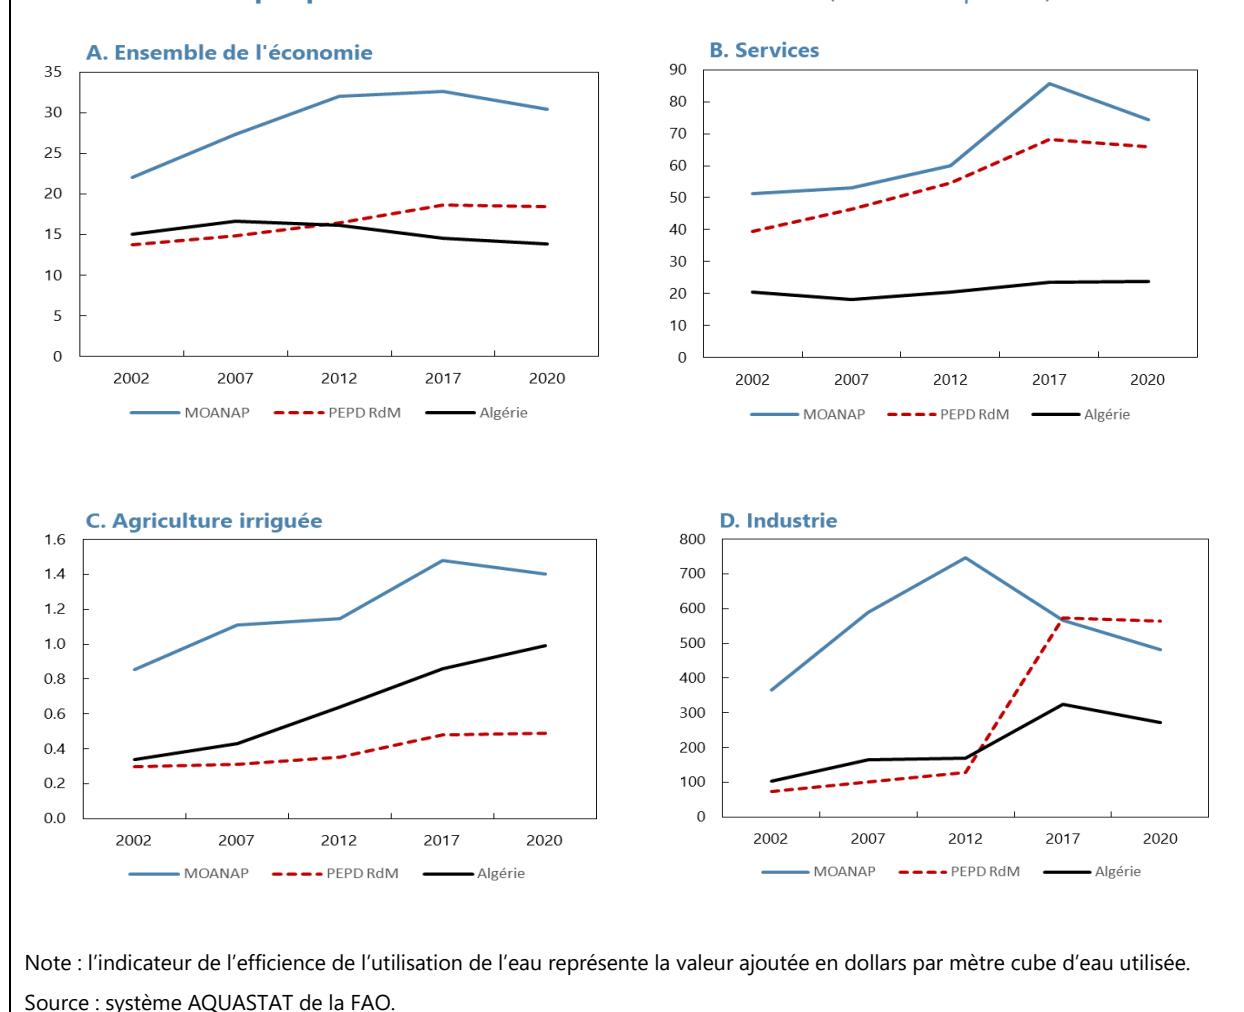 A. Ensemble de l'économie
35
30
25
20
15
10
5
0
2002 2007 2012 2017 2020
MOANAP PEPD RdM Algérie
B. Services
90
80
70
60
50
40
30
20
10
0
2002 2007 2012 2017 2020
MOANAP PEPD RdM Algérie
C. Agriculture irriguée
1.6
1.4
1.2
1.0
0.8
0.6
0.4
0.2
0.0
2002 2007 2012 2017 2020
MOANAP PEPD RdM Algérie
D. Industrie
800
700
600
500
400
300
200
100
0
2002 2007 2012 2017 2020
MOANAP PEPD RdM Algérie
Note : l'indicateur de l'efficience de l'utilisation de l'eau représente la valeur ajoutée en dollars par mètre cube d'eau utilisée.
Source : système AQUASTAT de la FAO.